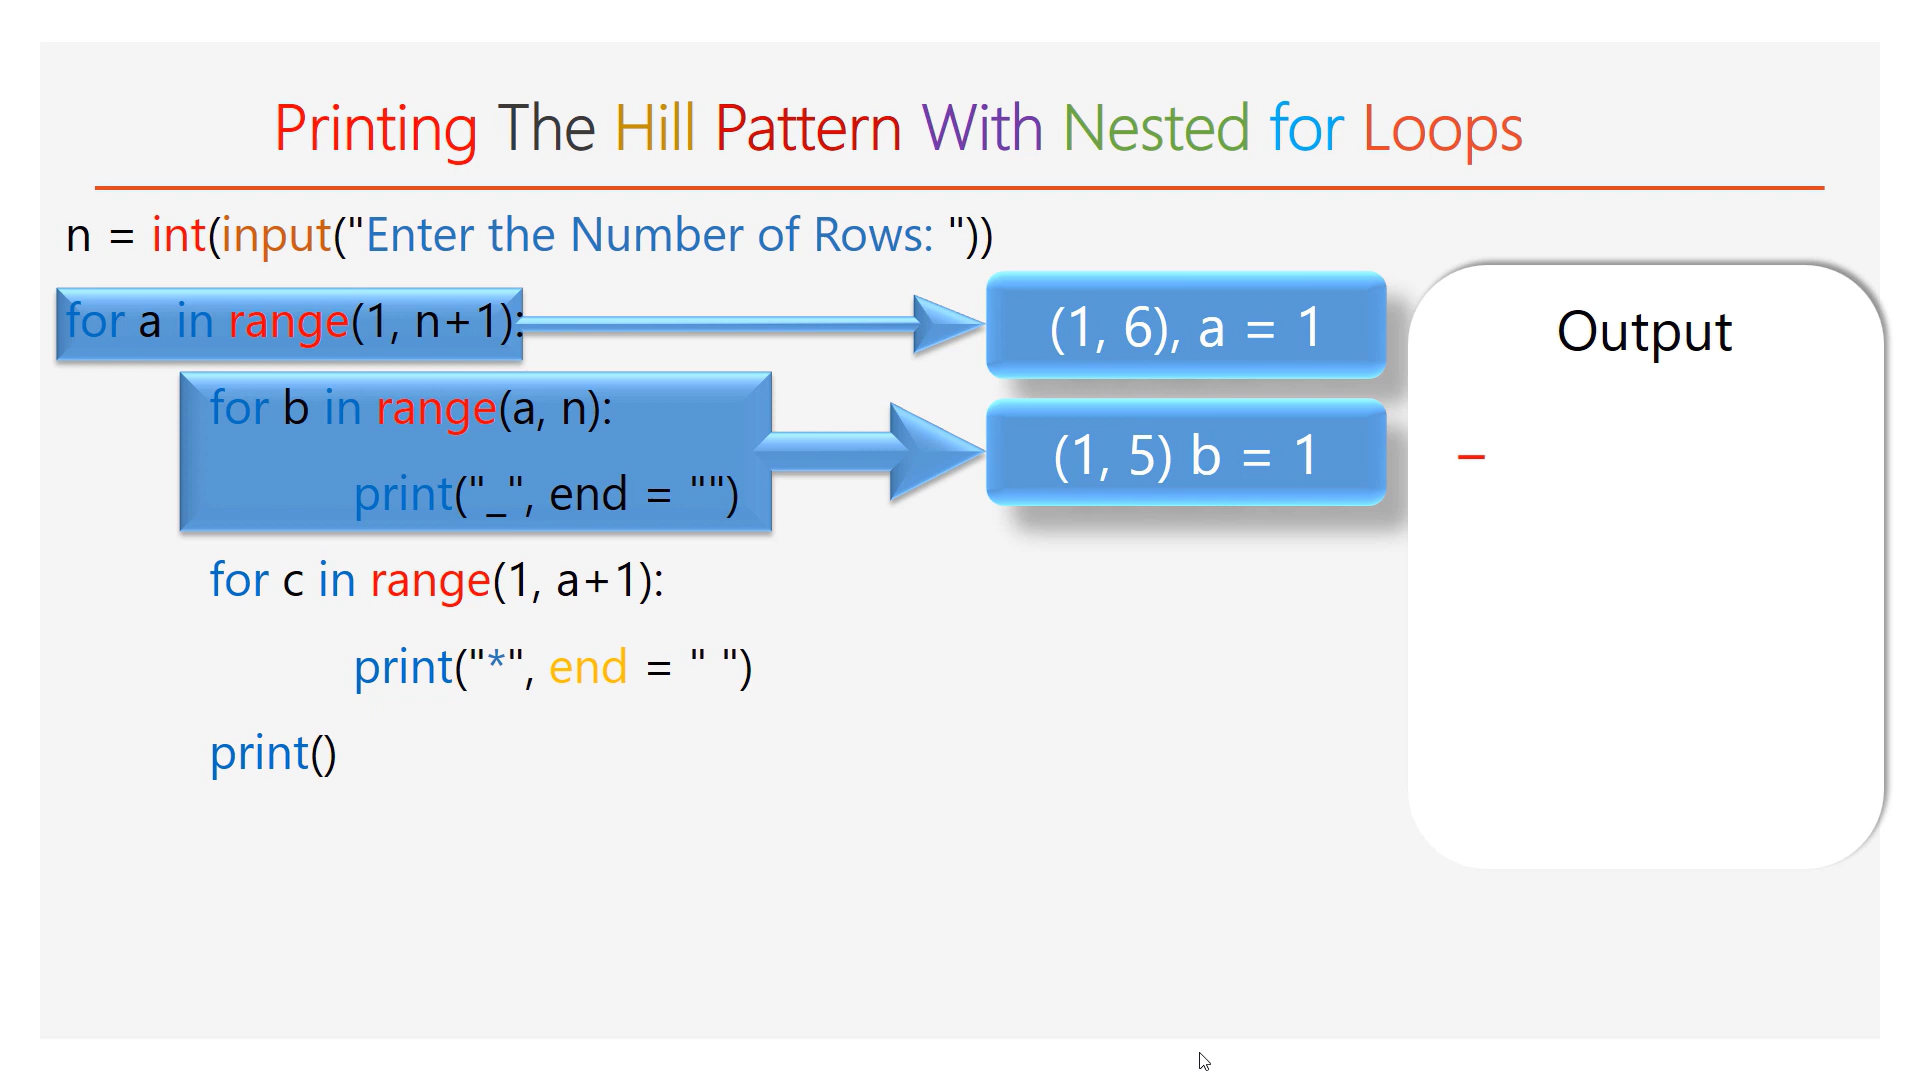 Printing The Hill Pattern With Nested for Loops
n = int(input("Enter the Number of Rows: "))
for a in range(1, n+1):
(1, 6), a = 1
Output
for b in range(a, n):
(1, 5) b = 1
_
print("_", end = "")
for c in range(1, a+1):
print("*", end = " ")
print()